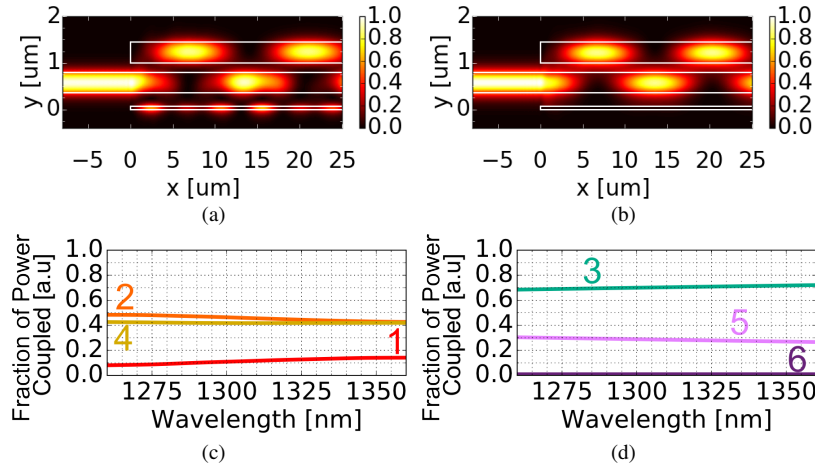 2
1
0
y [um]
−5 0 5 10 15 20 25
x [um]
1.0
0.8
0.6
0.4
0.2
0.0
(a)
2
1
0
y [um]
−5 0 5 10 15 20 25
x [um]
1.0
0.8
0.6
0.4
0.2
0.0
(b)
Fraction of Power
Coupled [a.u]
1.0
0.8
0.6
0.4
0.2
0.0
2
4
1
1275 1300 1325 1350
Wavelength [nm]
(c)
Fraction of Power
Coupled [a.u]
1.0
0.8
0.6
0.4
0.2
0.0
3
5
6
1275 1300 1325 1350
Wavelength [nm]
(d)